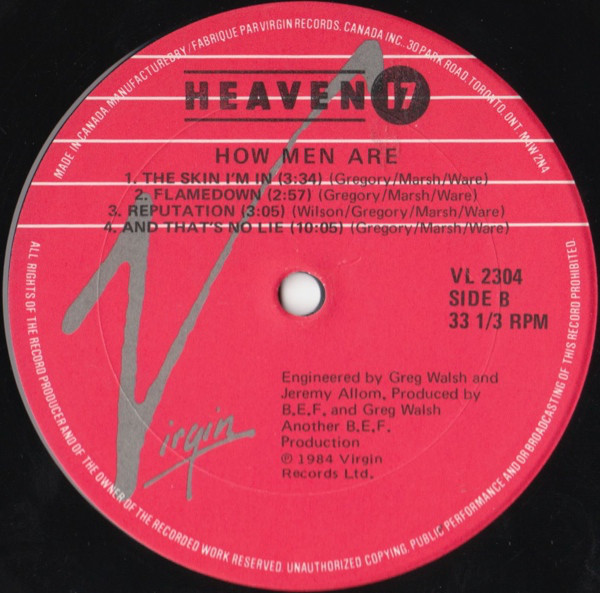 MADE IN CANADA. MANUFACTURED BY/FABRIQUE PAR VIRGIN RECORDS, CANADA INC., 30 PARK ROAD, TORONTO, ONT M4W 2N4
HEAVEN 17
HOW MEN ARE
1. THE SKIN I'M IN (3:34) (Gregory/Marsh/Ware)
2. FLAMEDOWN (2:57) (Gregory/Marsh/Ware)
3. REPUTATION (3:05) (Wilson/Gregory/Marsh/Ware)
4. AND THAT'S NO LIE (10:05) (Gregory/Marsh/Ware)
VL 2304
SIDE B
33 1/3 RPM
Virgin
Engineered by Greg Walsh and
Jeremy Allom, Produced by
B.E.F. and Greg Walsh
Another B.E.F.
Production
℗ 1984 Virgin
Records Ltd.
ALL RIGHTS OF THE RECORD PRODUCER AND OF THE OWNER OF THE RECORDED WORK RESERVED. UNAUTHORIZED COPYING, PUBLIC PERFORMANCE AND/OR BROADCASTING OF THIS RECORD PROHIBITED.